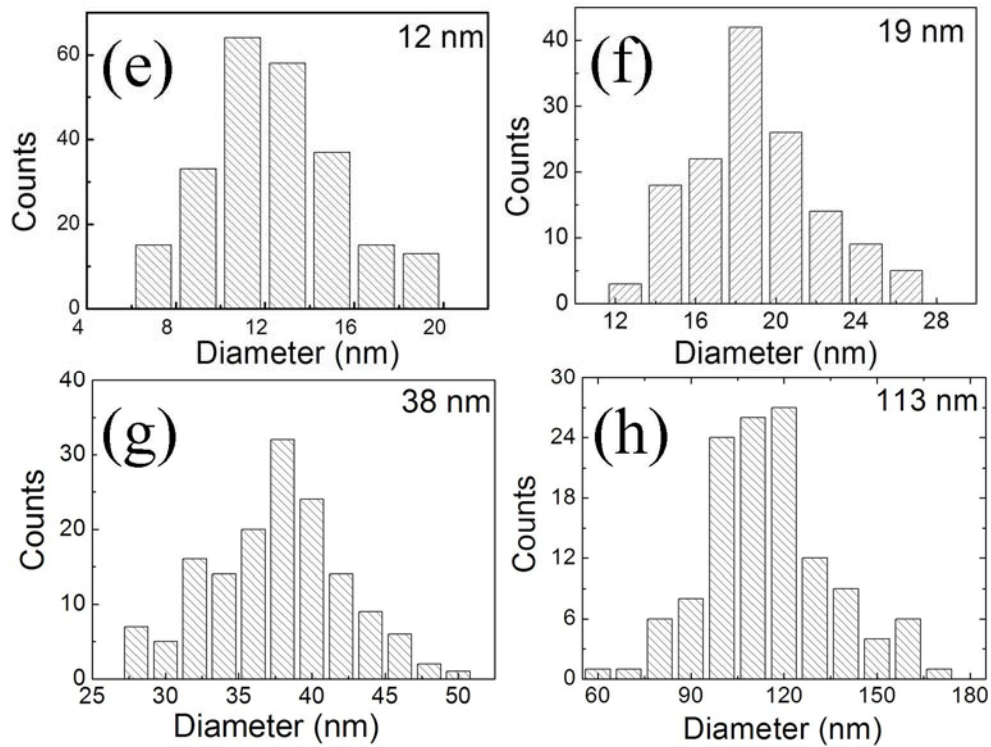 (e)
12 nm
60
40
20
0
Counts
4 8 12 16 20
Diameter (nm)
(f)
19 nm
40
30
20
10
0
Counts
12 16 20 24 28
Diameter (nm)
(g)
38 nm
40
30
20
10
0
Counts
25 30 35 40 45 50
Diameter (nm)
(h)
113 nm
30
24
18
12
6
0
Counts
60 90 120 150 180
Diameter (nm)